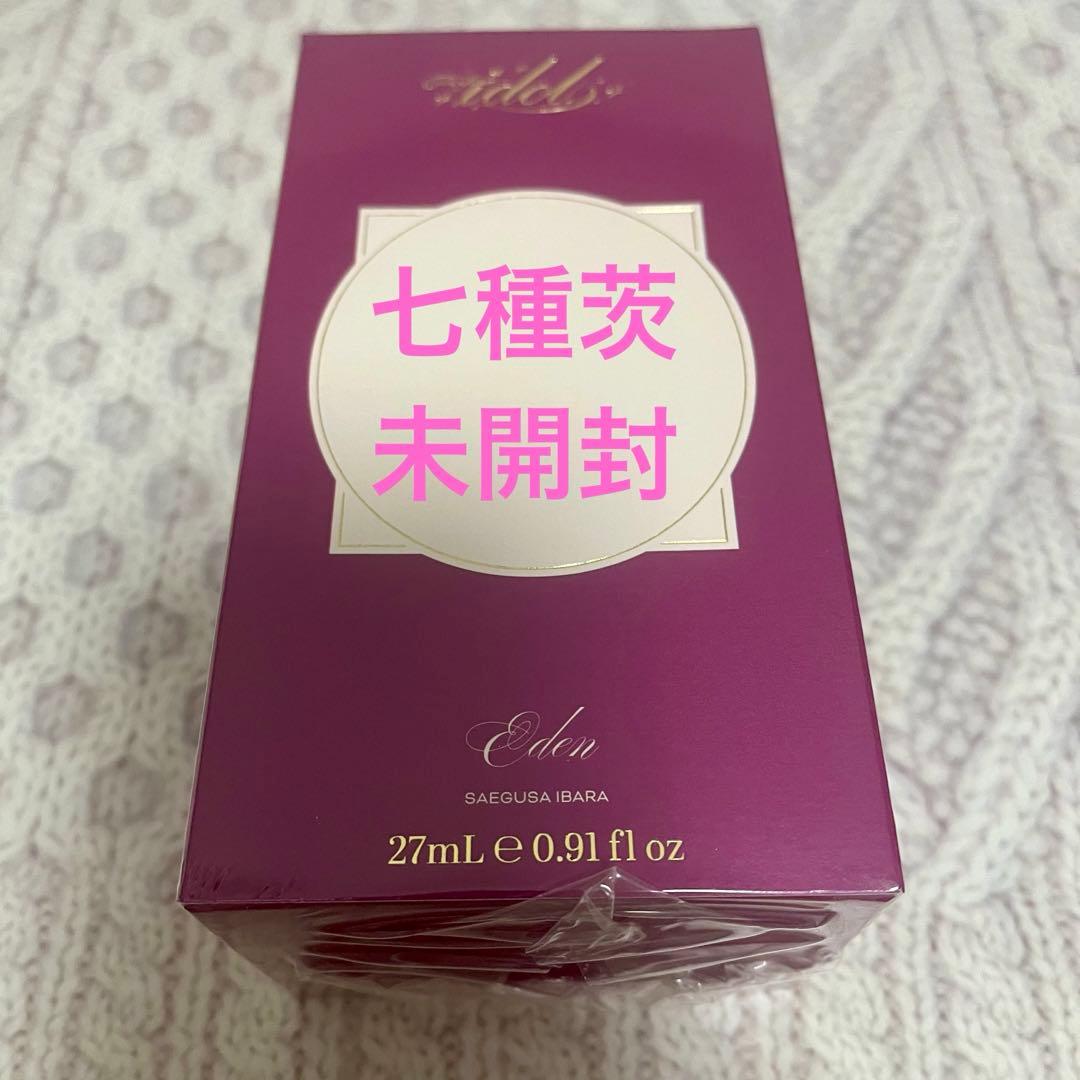 idol
七種茨
未開封
Eden
SAEGUSA IBARA
27mL ℮ 0.91 fl oz